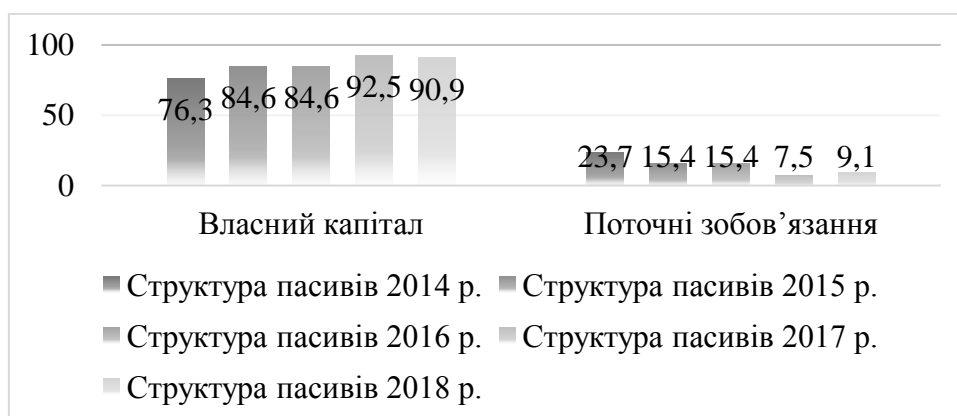 100
50
0
76,3 84,6 84,6 92,5 90,9
23,7 15,4 15,4 7,5 9,1
Власний капітал Поточні зобов’язання
Структура пасивів 2014 р. Структура пасивів 2015 р.
Структура пасивів 2016 р. Структура пасивів 2017 р.
Структура пасивів 2018 р.